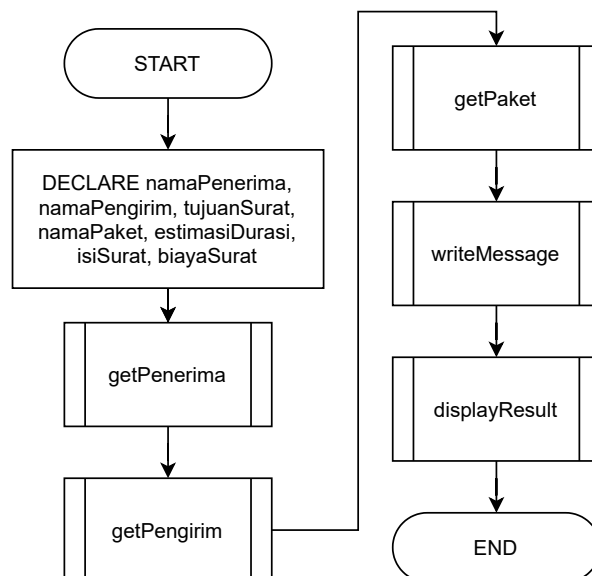 START
DECLARE namaPenerima,
namaPengirim, tujuanSurat,
namaPaket, estimasiDurasi,
isiSurat, biayaSurat
getPenerima
getPengirim
getPaket
writeMessage
displayResult
END